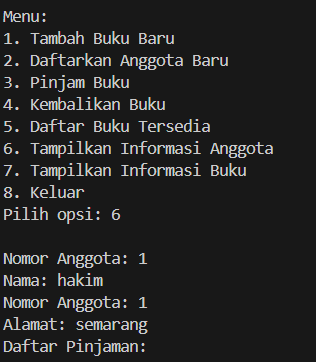 Menu:
1. Tambah Buku Baru
2. Daftarkan Anggota Baru
3. Pinjam Buku
4. Kembalikan Buku
5. Daftar Buku Tersedia
6. Tampilkan Informasi Anggota
7. Tampilkan Informasi Buku
8. Keluar
Pilih opsi: 6
Nomor Anggota: 1
Nama: hakim
Nomor Anggota: 1
Alamat: semarang
Daftar Pinjaman: